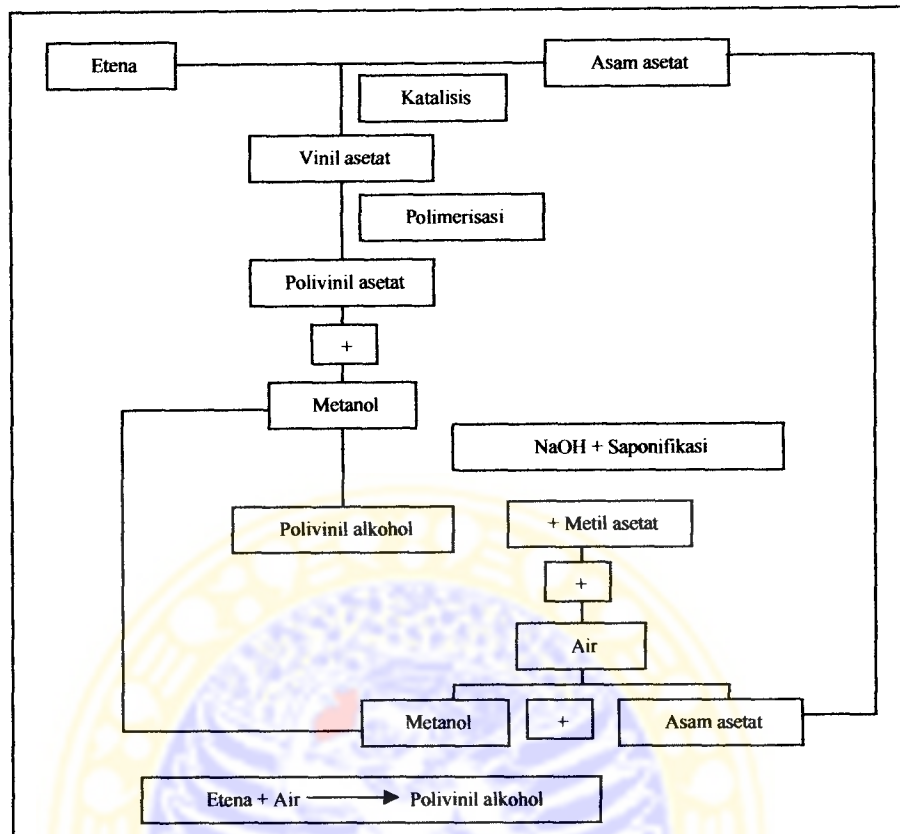 Etena
Asam asetat
Katalisis
Vinil asetat
Polimerisasi
Polivinil asetat
+
Metanol
NaOH + Saponifikasi
Polivinil alkohol
+ Metil asetat
+
Air
Metanol
+
Asam asetat
Etena + Air ⟶ Polivinil alkohol